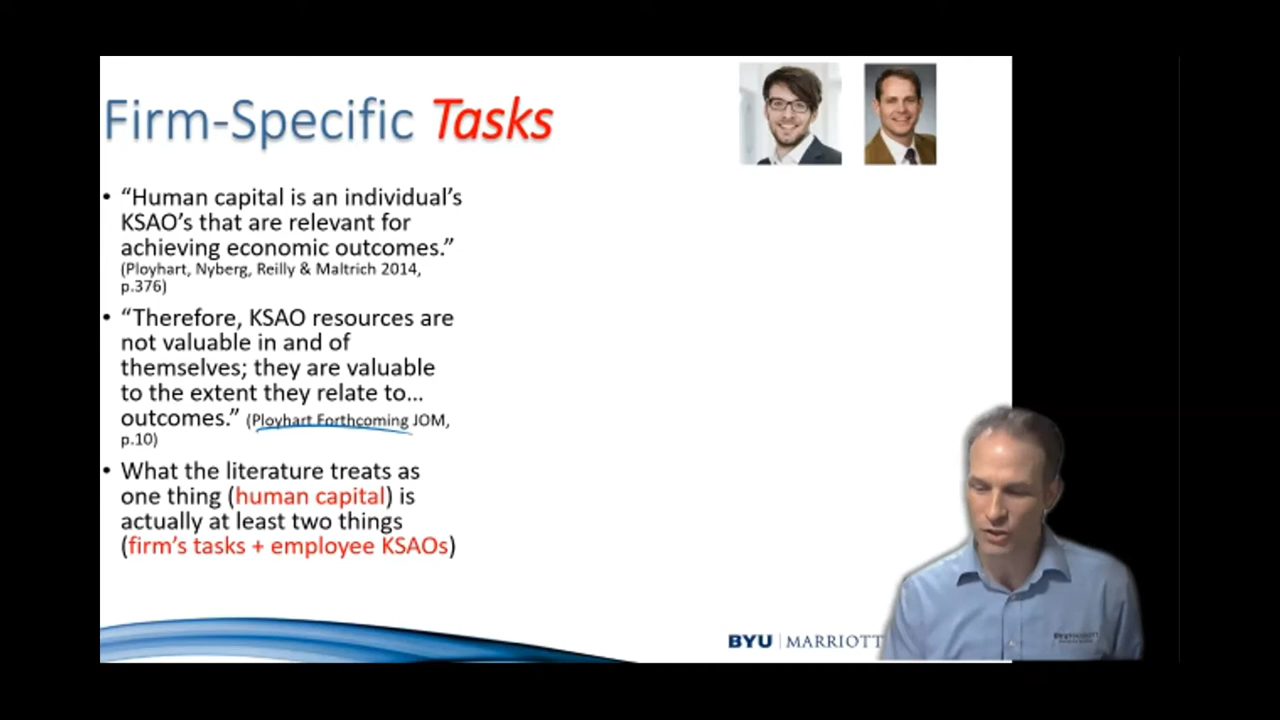 Firm-Specific Tasks
• “Human capital is an individual’s
KSAO’s that are relevant for
achieving economic outcomes.”
(Ployhart, Nyberg, Reilly & Maltrich 2014,
p.376)
• “Therefore, KSAO resources are
not valuable in and of
themselves; they are valuable
to the extent they relate to...
outcomes.” (Ployhart Forthcoming JOM,
p.10)
• What the literature treats as
one thing (human capital) is
actually at least two things
(firm’s tasks + employee KSAOs)
BYU | MARRIOTT